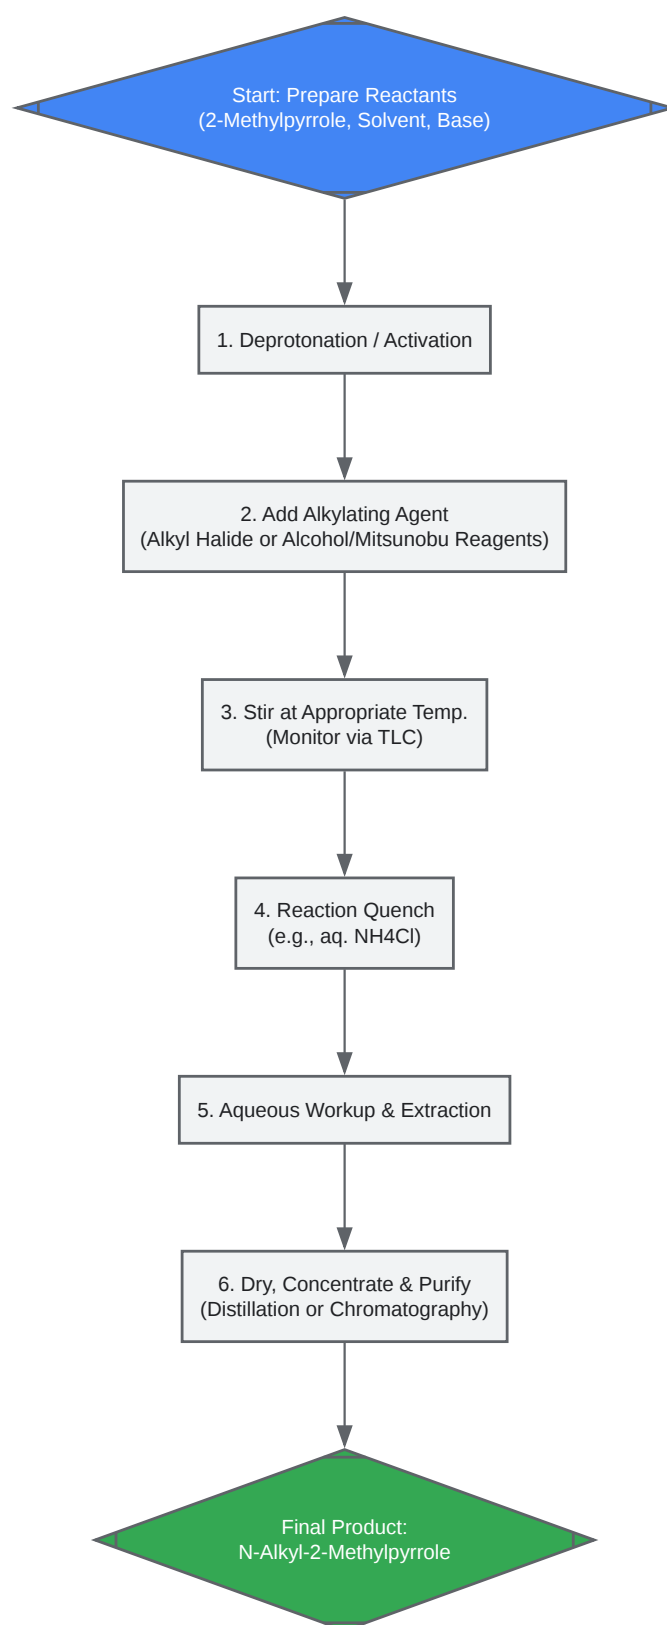 Start: Prepare Reactants
(2-Methylpyrrole, Solvent, Base)
1. Deprotonation / Activation
2. Add Alkylating Agent
(Alkyl Halide or Alcohol/Mitsunobu Reagents)
3. Stir at Appropriate Temp.
(Monitor via TLC)
4. Reaction Quench
(e.g., aq. NH4Cl)
5. Aqueous Workup & Extraction
6. Dry, Concentrate & Purify
(Distillation or Chromatography)
Final Product:
N-Alkyl-2-Methylpyrrole